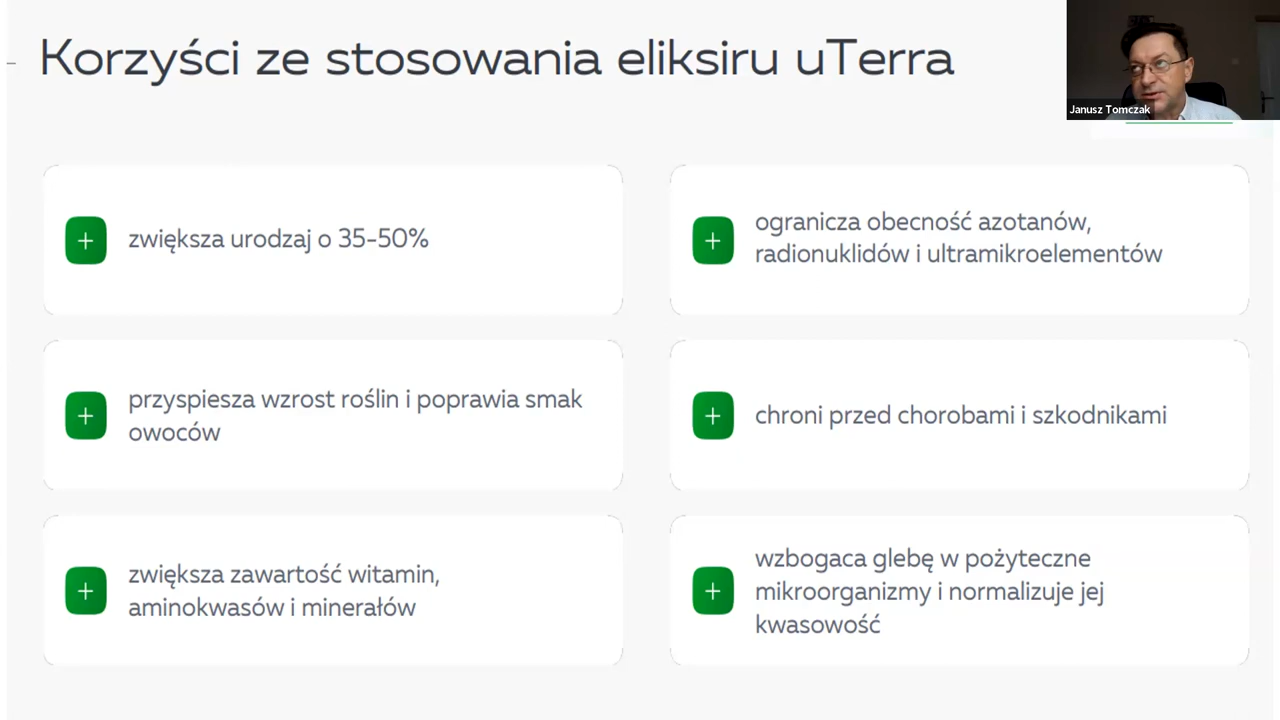 Korzyści ze stosowania eliksiru uTerra
Janusz Tomczak
zwiększa urodzaj o 35-50%
ogranicza obecność azotanów,
radionuklidów i ultramikroelementów
przyspiesza wzrost roślin i poprawia smak
owoców
chroni przed chorobami i szkodnikami
zwiększa zawartość witamin,
aminokwasów i minerałów
wzbogaca glebę w pożyteczne
mikroorganizmy i normalizuje jej
kwasowość